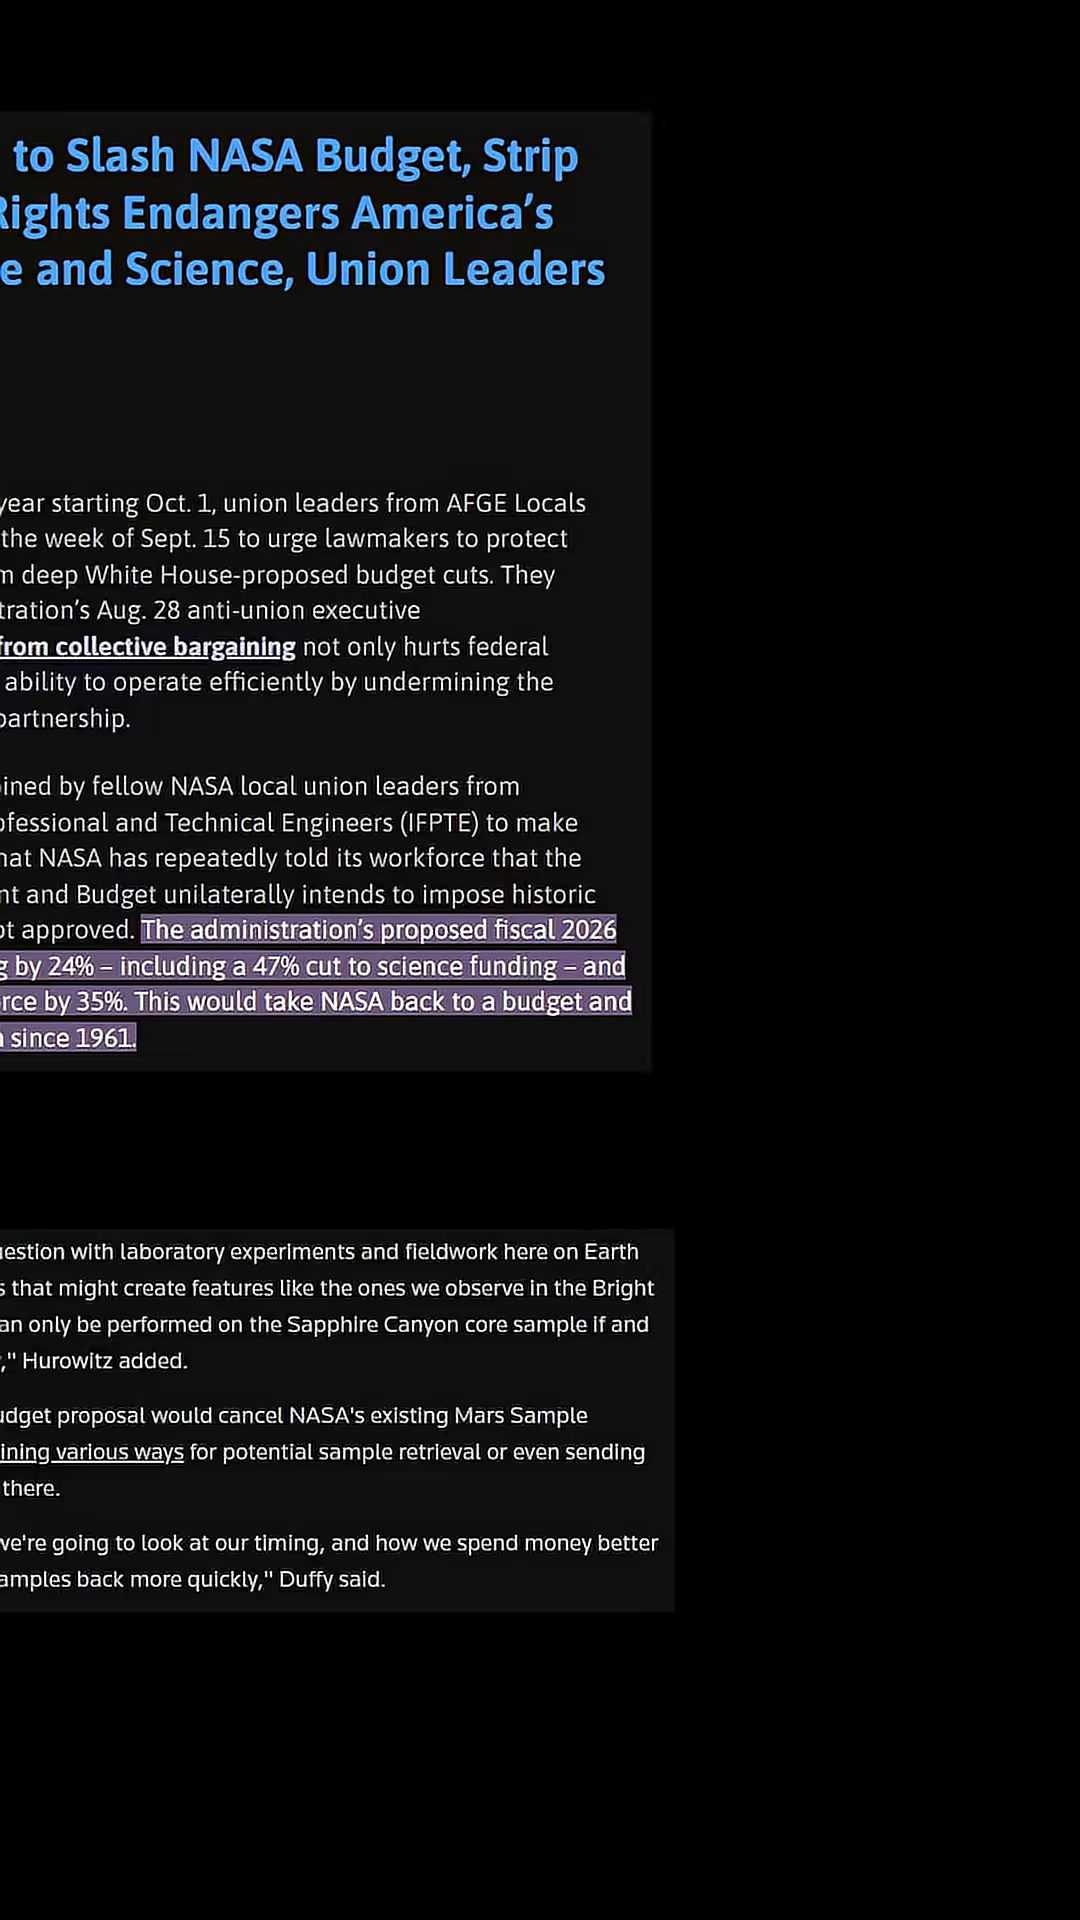 to Slash NASA Budget, Strip
Rights Endangers America’s
e and Science, Union Leaders
year starting Oct. 1, union leaders from AFGE Locals
the week of Sept. 15 to urge lawmakers to protect
m deep White House-proposed budget cuts. They
tration’s Aug. 28 anti-union executive
from collective bargaining not only hurts federal
ability to operate efficiently by undermining the
partnership.
oined by fellow NASA local union leaders from
ofessional and Technical Engineers (IFPTE) to make
hat NASA has repeatedly told its workforce that the
nt and Budget unilaterally intends to impose historic
ot approved. The administration’s proposed fiscal 2026
g by 24% – including a 47% cut to science funding – and
rce by 35%. This would take NASA back to a budget and
n since 1961.
uestion with laboratory experiments and fieldwork here on Earth
s that might create features like the ones we observe in the Bright
an only be performed on the Sapphire Canyon core sample if and
," Hurowitz added.
udget proposal would cancel NASA's existing Mars Sample
ining various ways for potential sample retrieval or even sending
there.
we're going to look at our timing, and how we spend money better
amples back more quickly," Duffy said.